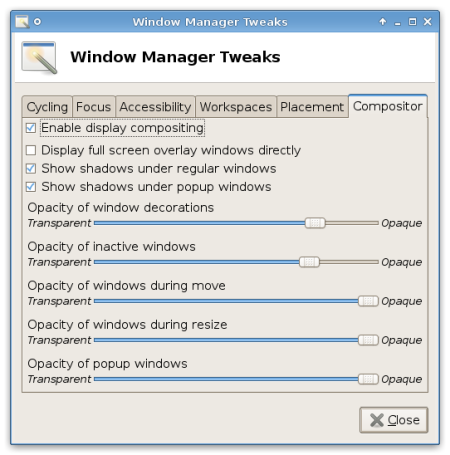 Window Manager Tweaks
Window Manager Tweaks
Cycling Focus Accessibility Workspaces Placement Compositor
Enable display compositing
Display full screen overlay windows directly
Show shadows under regular windows
Show shadows under popup windows
Opacity of window decorations
Transparent Opaque
Opacity of inactive windows
Transparent Opaque
Opacity of windows during move
Transparent Opaque
Opacity of windows during resize
Transparent Opaque
Opacity of popup windows
Transparent Opaque
Close